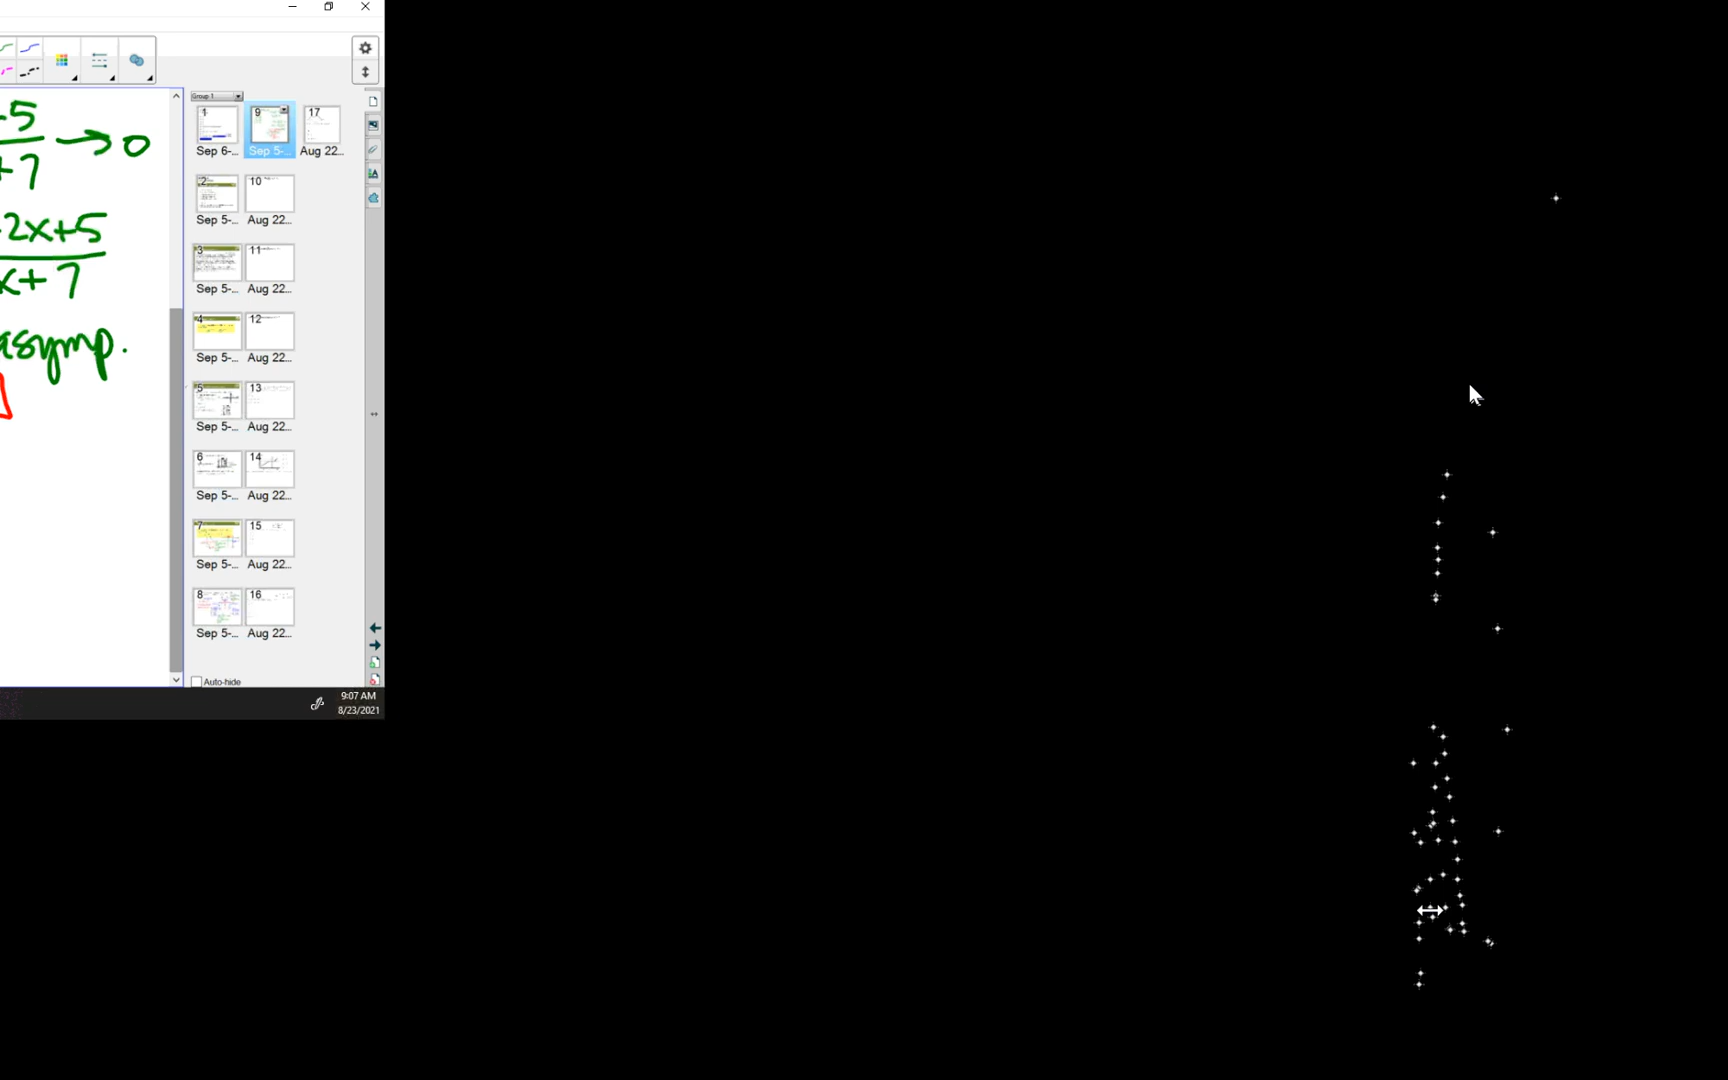 -5
+7 → 0
2x+5
x+7
asymp.
Group 1
1 9 17
Sep 6-... Sep 5-... Aug 22...
2 10
Sep 5-... Aug 22...
3 11
Sep 5-... Aug 22...
4 12
Sep 5-... Aug 22...
5 13
Sep 5-... Aug 22...
6 14
Sep 5-... Aug 22...
7 15
Sep 5-... Aug 22...
8 16
Sep 5-... Aug 22...
Auto-hide
9:07 AM
8/23/2021